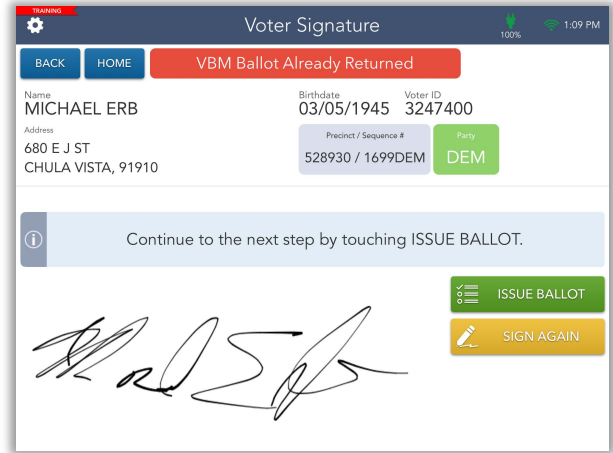 TRAINING
Voter Signature
100%
1:09 PM
BACK
HOME
VBM Ballot Already Returned
Name
MICHAEL ERB
Birthdate
03/05/1945
Voter ID
3247400
Address
680 E J ST
CHULA VISTA, 91910
Precinct / Sequence #
528930 / 1699DEM
Party
DEM
Continue to the next step by touching ISSUE BALLOT.
ISSUE BALLOT
SIGN AGAIN